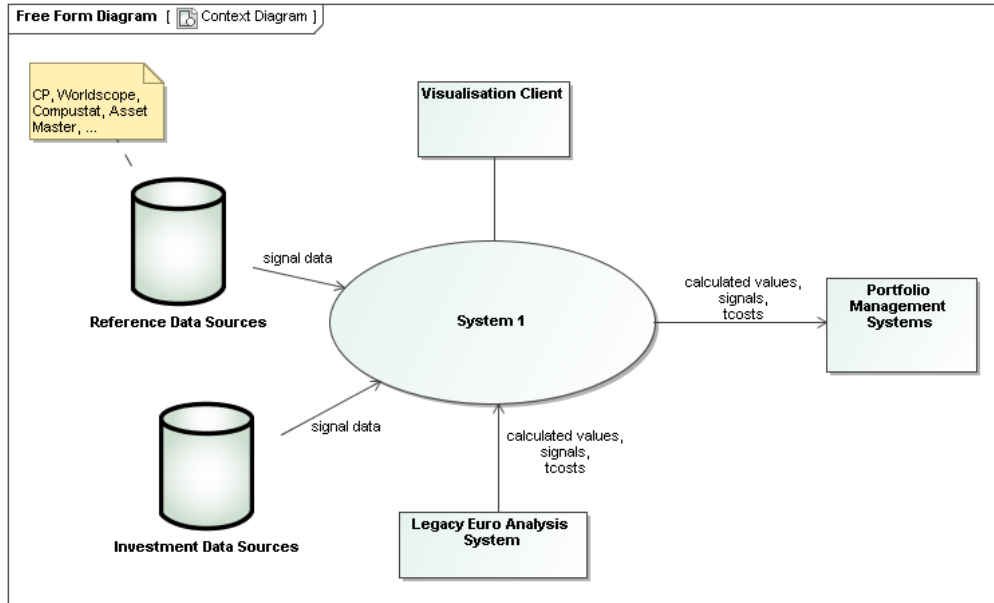 Free Form Diagram [ Context Diagram ]
CP, Worldscope,
Compustat, Asset
Master, ...
Visualisation Client
signal data
Reference Data Sources
System 1
calculated values,
signals,
tcosts
Portfolio
Management
Systems
signal data
Investment Data Sources
calculated values,
signals,
tcosts
Legacy Euro Analysis
System